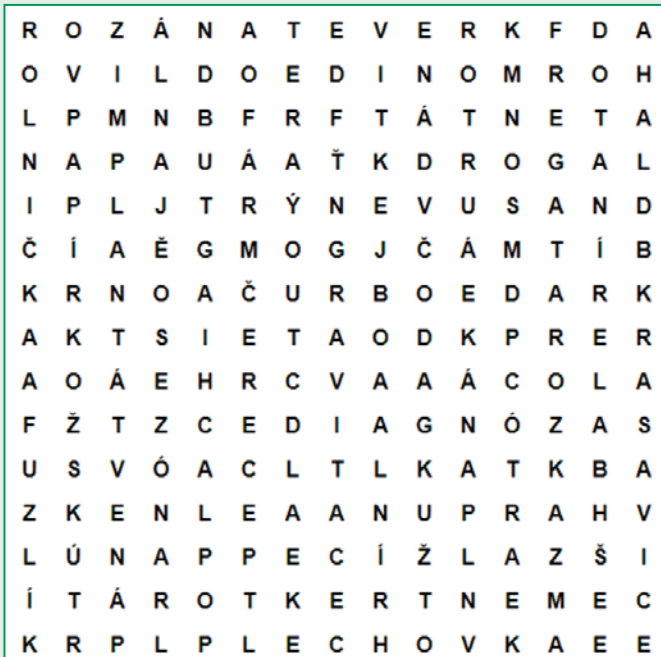 R O Z Á N A T E V E R K F D A
O V I L D O E D I N O M R O H
L P M N B F R F T Á T N E T A
N A P A U Á A Ť K D R O G A L
I P L J T R Ý N E V U S A N D
Č Í A Ě G M O G J Č Á M T Í B
K R N O A Č U R B O E D A R K
A K T S I E T A O D K P R E R
A O Á E H R C V A A Á C O L A
F Ž T Z C E D I A G N Ó Z A S
U S V Ó A C L T L K A T K B A
Z K E N L E A A N U P R A H V
L Ú N A P P E C Í Ž L A Z Š I
Í T Á R O T K E R T N E M E C
K R P L P L E C H O V K A E E